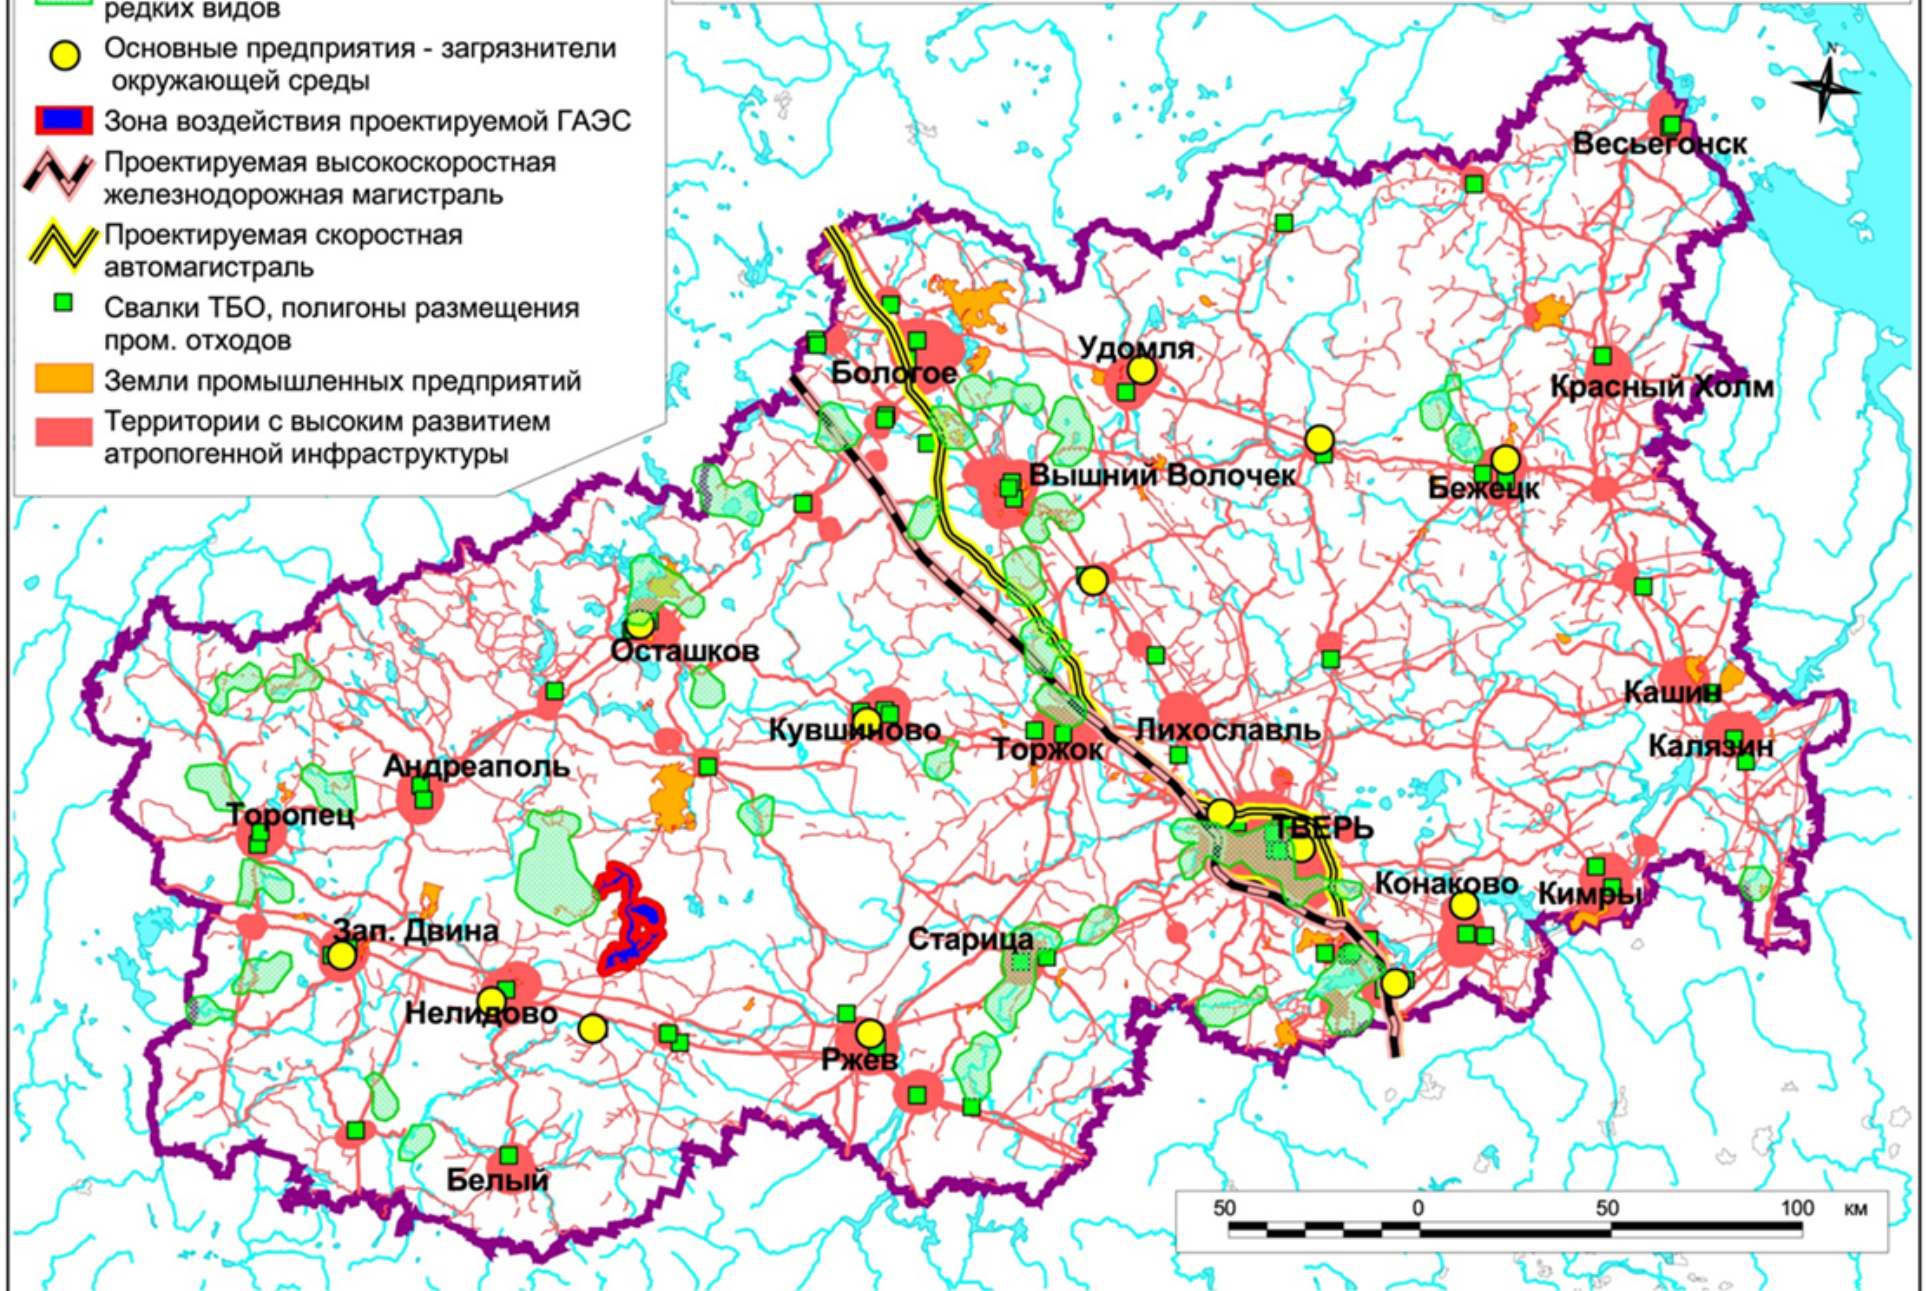 редких видов
Основные предприятия - загрязнители
окружающей среды
Зона воздействия проектируемой ГАЭС
Проектируемая высокоскоростная
железнодорожная магистраль
Проектируемая скоростная
автомагистраль
Свалки ТБО, полигоны размещения
пром. отходов
Земли промышленных предприятий
Территории с высоким развитием
атропогенной инфраструктуры
N
Весьегонск
Удомля
Бологое
Красный Холм
Вышний Волочек
Бежецк
Осташков
Кашин
Кувшиново
Лихославль
Торжок
Калязин
Андреаполь
Торопец
ТВЕРЬ
Конаково
Кимры
Зап. Двина
Старица
Нелидово
Ржев
Белый
50 0 50 100 км